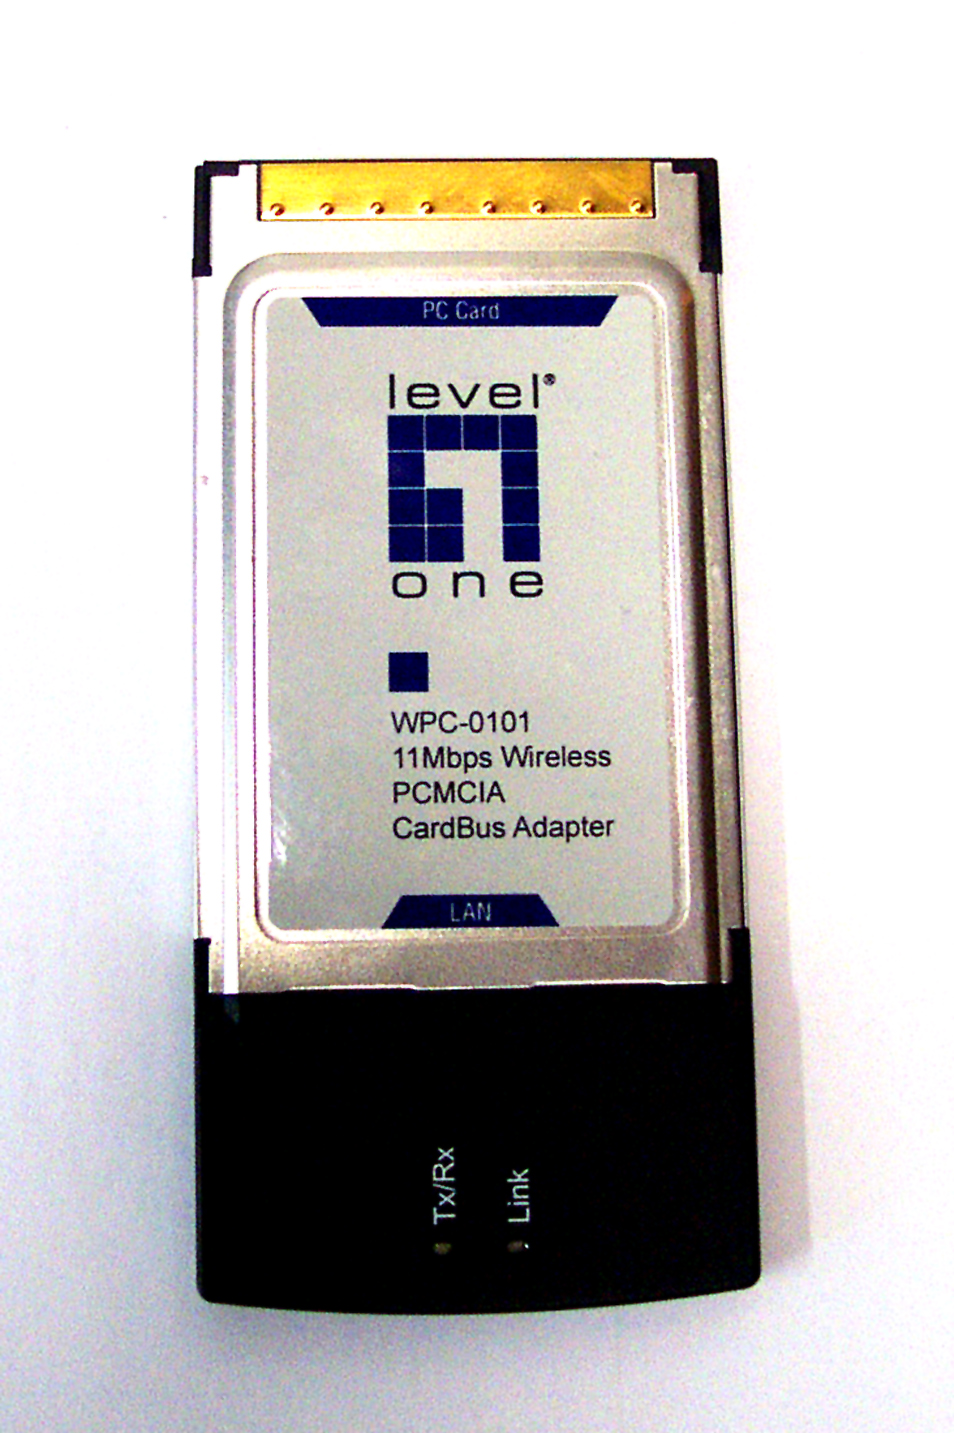 PC Card
level®
one
WPC-0101
11Mbps Wireless
PCMCIA
CardBus Adapter
LAN
Tx/Rx
Link